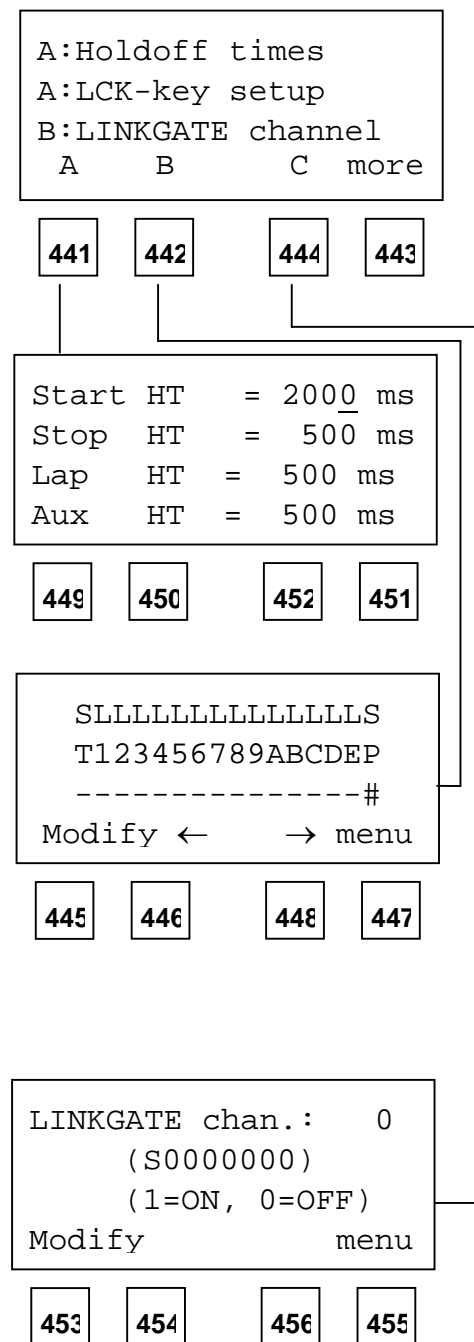 A:Holdoff times
A:LCK-key setup
B:LINKGATE channel
A B C more
441 442 444 443
Start HT = 2000 ms
Stop HT = 500 ms
Lap HT = 500 ms
Aux HT = 500 ms
449 450 452 451
SLLLLLLLLLLLLLLS
T123456789ABCDEP
---------------#
Modify ← → menu
445 446 448 447
LINKGATE chan.: 0
(S0000000)
(1=ON, 0=OFF)
Modify menu
453 454 456 455